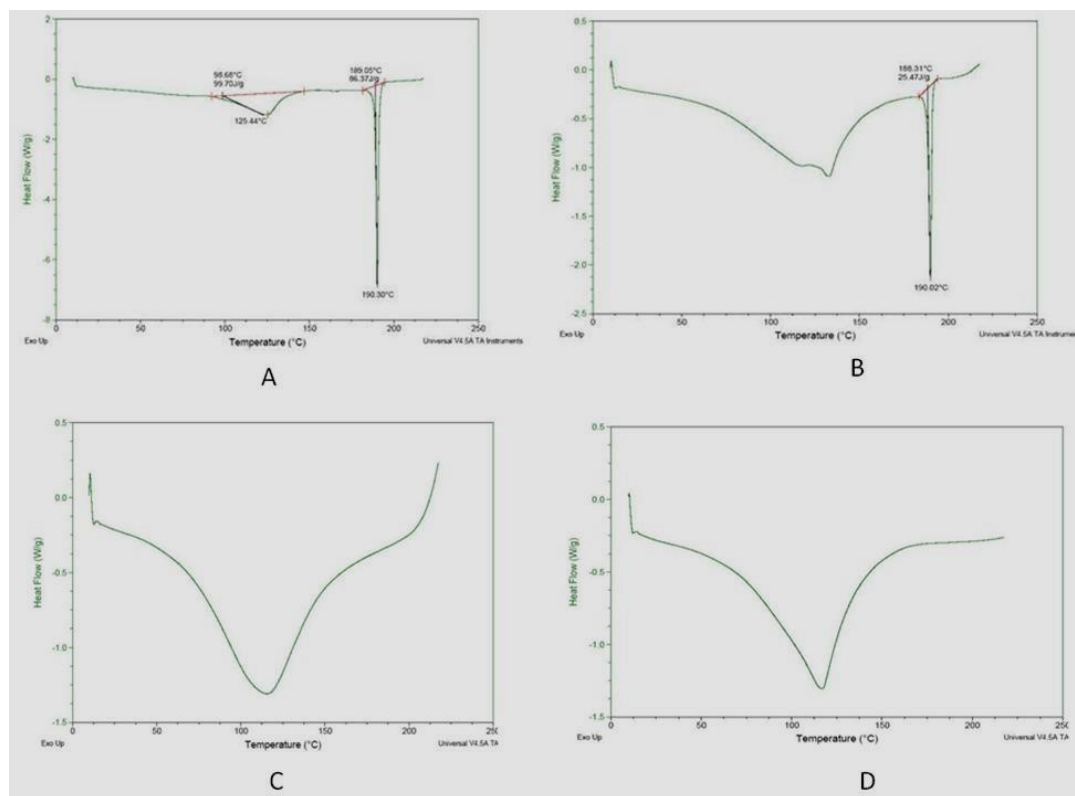 2
0
-2
-4
-6
-8
Heat Flow (W/g)
98.68°C
99.70J/g
125.44°C
189.05°C
86.37J/g
190.30°C
0
50
100
150
200
250
Exo Up
Temperature (°C)
Universal V4.5A TA Instruments
A
0.5
0.0
-0.5
-1.0
-1.5
-2.0
-2.5
Heat Flow (W/g)
188.31°C
25.47J/g
190.02°C
0
50
100
150
200
250
Exo Up
Temperature (°C)
Universal V4.5A TA Instruments
B
0.5
0.0
-0.5
-1.0
-1.5
Heat Flow (W/g)
0
50
100
150
200
250
Exo Up
Temperature (°C)
Universal V4.5A TA
C
0.5
0.0
-0.5
-1.0
-1.5
Heat Flow (W/g)
0
50
100
150
200
250
Exo Up
Temperature (°C)
Universal V4.5A TA
D